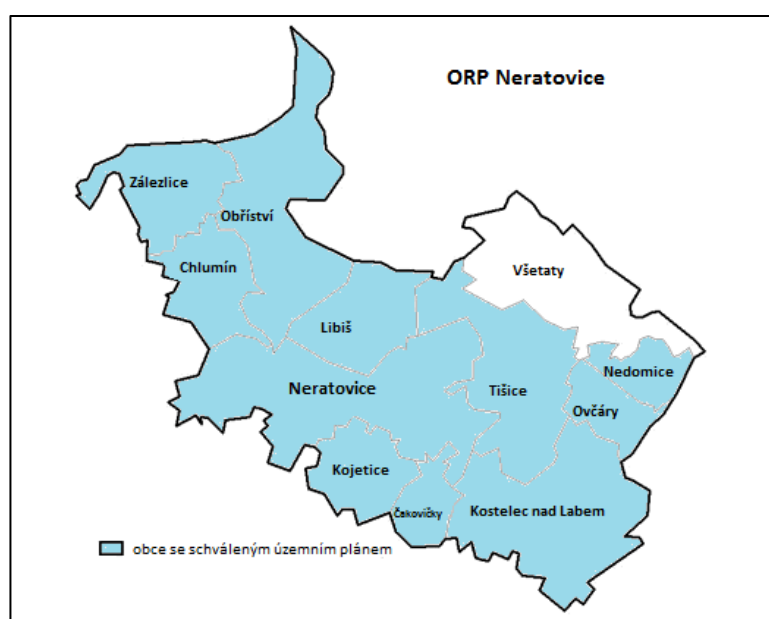 ORP Neratovice
Zálezlice
Obříství
Chlumín
Všetaty
Libiš
Nedomice
Neratovice
Tišice
Ovčáry
Kojetice
Čakovičky
Kostelec nad Labem
obce se schváleným územním plánem